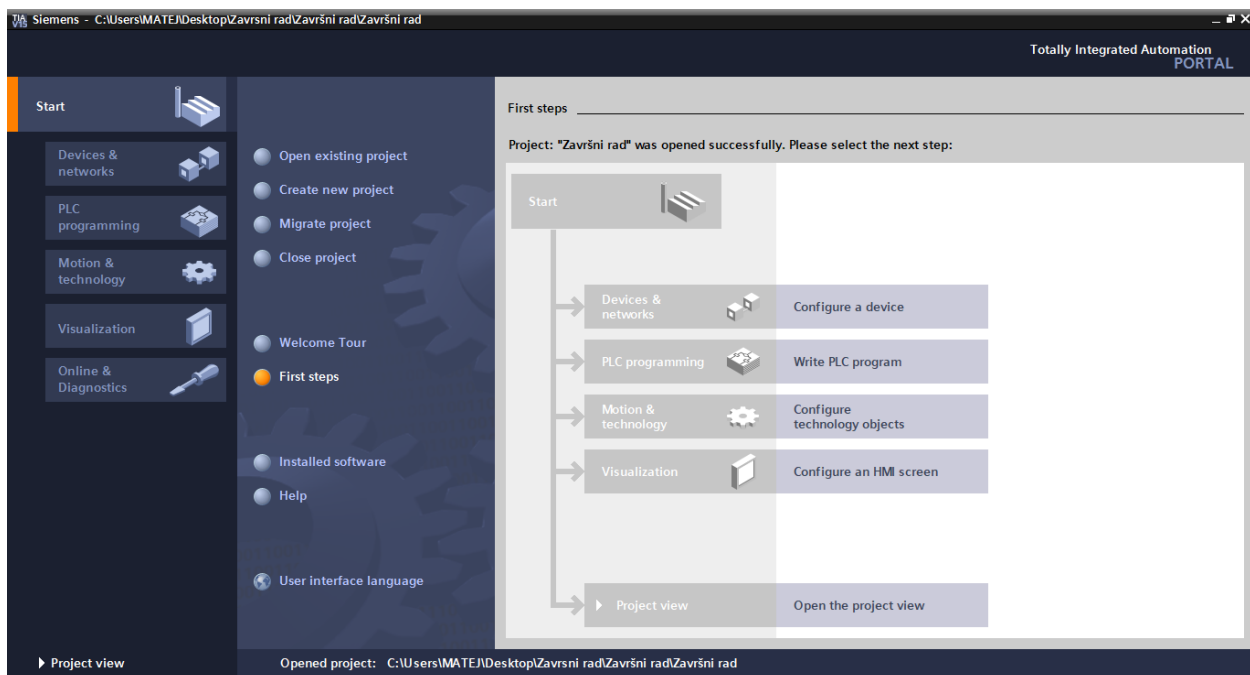 TIA V15 Siemens - C:\Users\MATEJ\Desktop\Zavrsni rad\Završni rad\Završni rad
Totally Integrated Automation
PORTAL
Start
Devices &
networks
PLC
programming
Motion &
technology
Visualization
Online &
Diagnostics
Project view
Open existing project
Create new project
Migrate project
Close project
Welcome Tour
First steps
Installed software
Help
User interface language
First steps
Project: "Završni rad" was opened successfully. Please select the next step:
Start
Devices &
networks
Configure a device
PLC programming
Write PLC program
Motion &
technology
Configure
technology objects
Visualization
Configure an HMI screen
Project view
Open the project view
Opened project: C:\Users\MATEJ\Desktop\Zavrsni rad\Završni rad\Završni rad